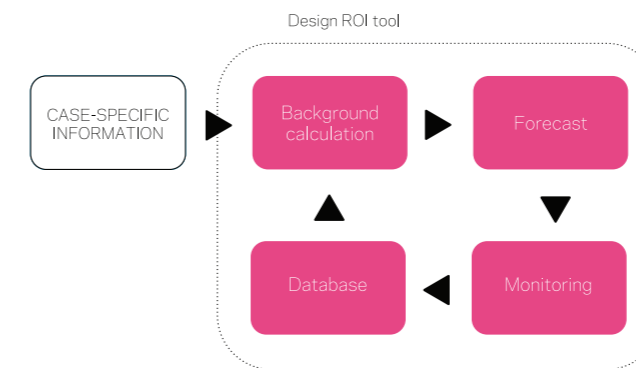 Design ROI tool
CASE-SPECIFIC
INFORMATION
Background
calculation
Forecast
Database
Monitoring